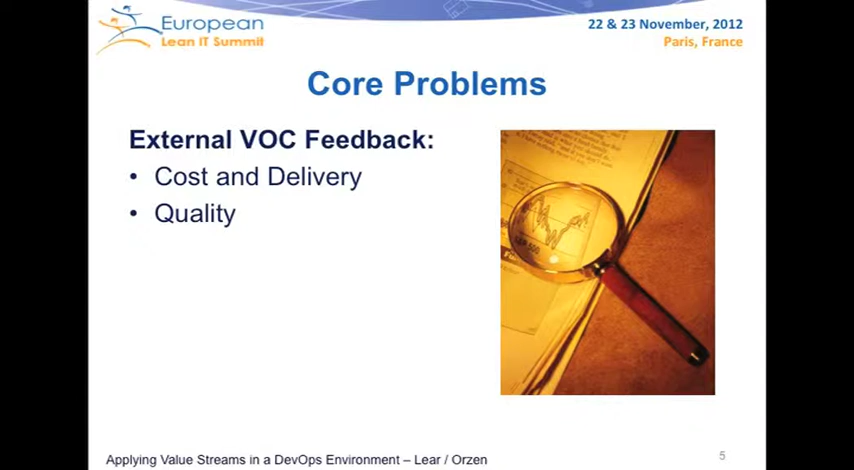 European
Lean IT Summit
22 & 23 November, 2012
Paris, France
Core Problems
External VOC Feedback:
• Cost and Delivery
• Quality
S&P 500
Applying Value Streams in a DevOps Environment – Lear / Orzen
5